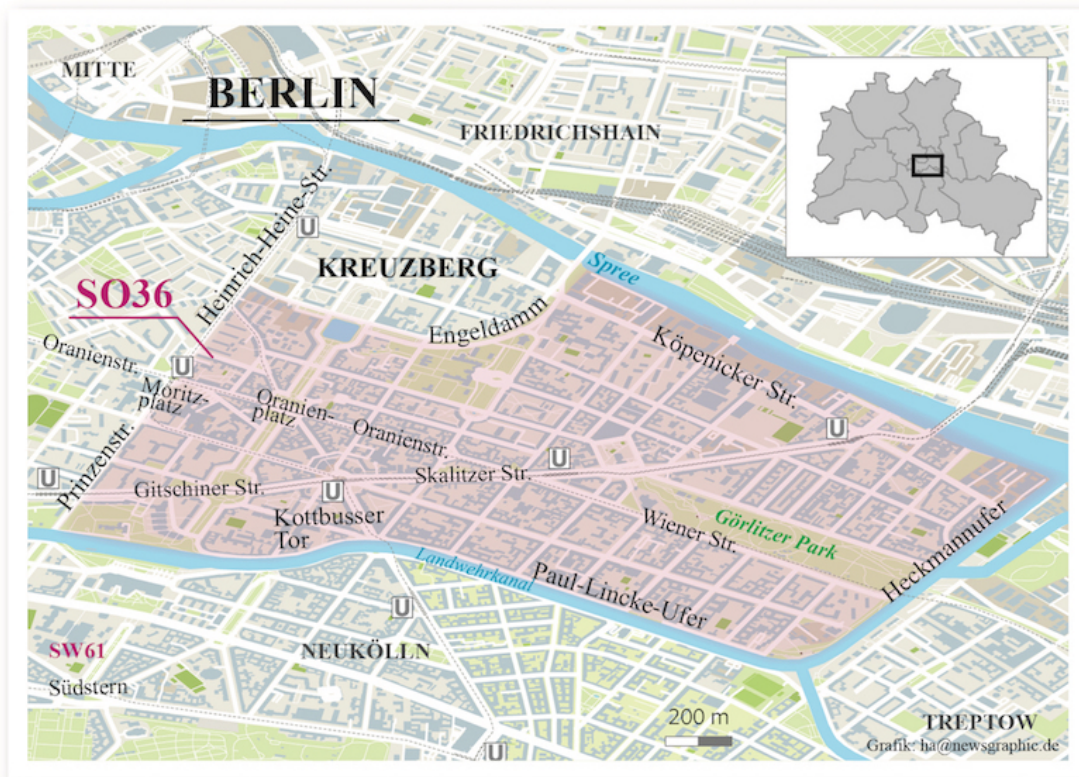 MITTE
BERLIN
FRIEDRICHSHAIN
Heinrich-Heine-Str.
U
KREUZBERG
Spree
SO36
Engeldamm
Köpenicker Str.
Oranienstr.
U
Moritz-
platz
Oranien-
platz
Oranienstr.
U
U
Prinzenstr.
U
Gitschiner Str.
Skalitzer Str.
U
Kottbusser
Tor
Wiener Str.
Görlitzer Park
Heckmannufer
Landwehrkanal
Paul-Lincke-Ufer
U
SW61
NEUKÖLLN
Südstern
200 m
TREPTOW
U
Grafik: ha@newsgraphic.de